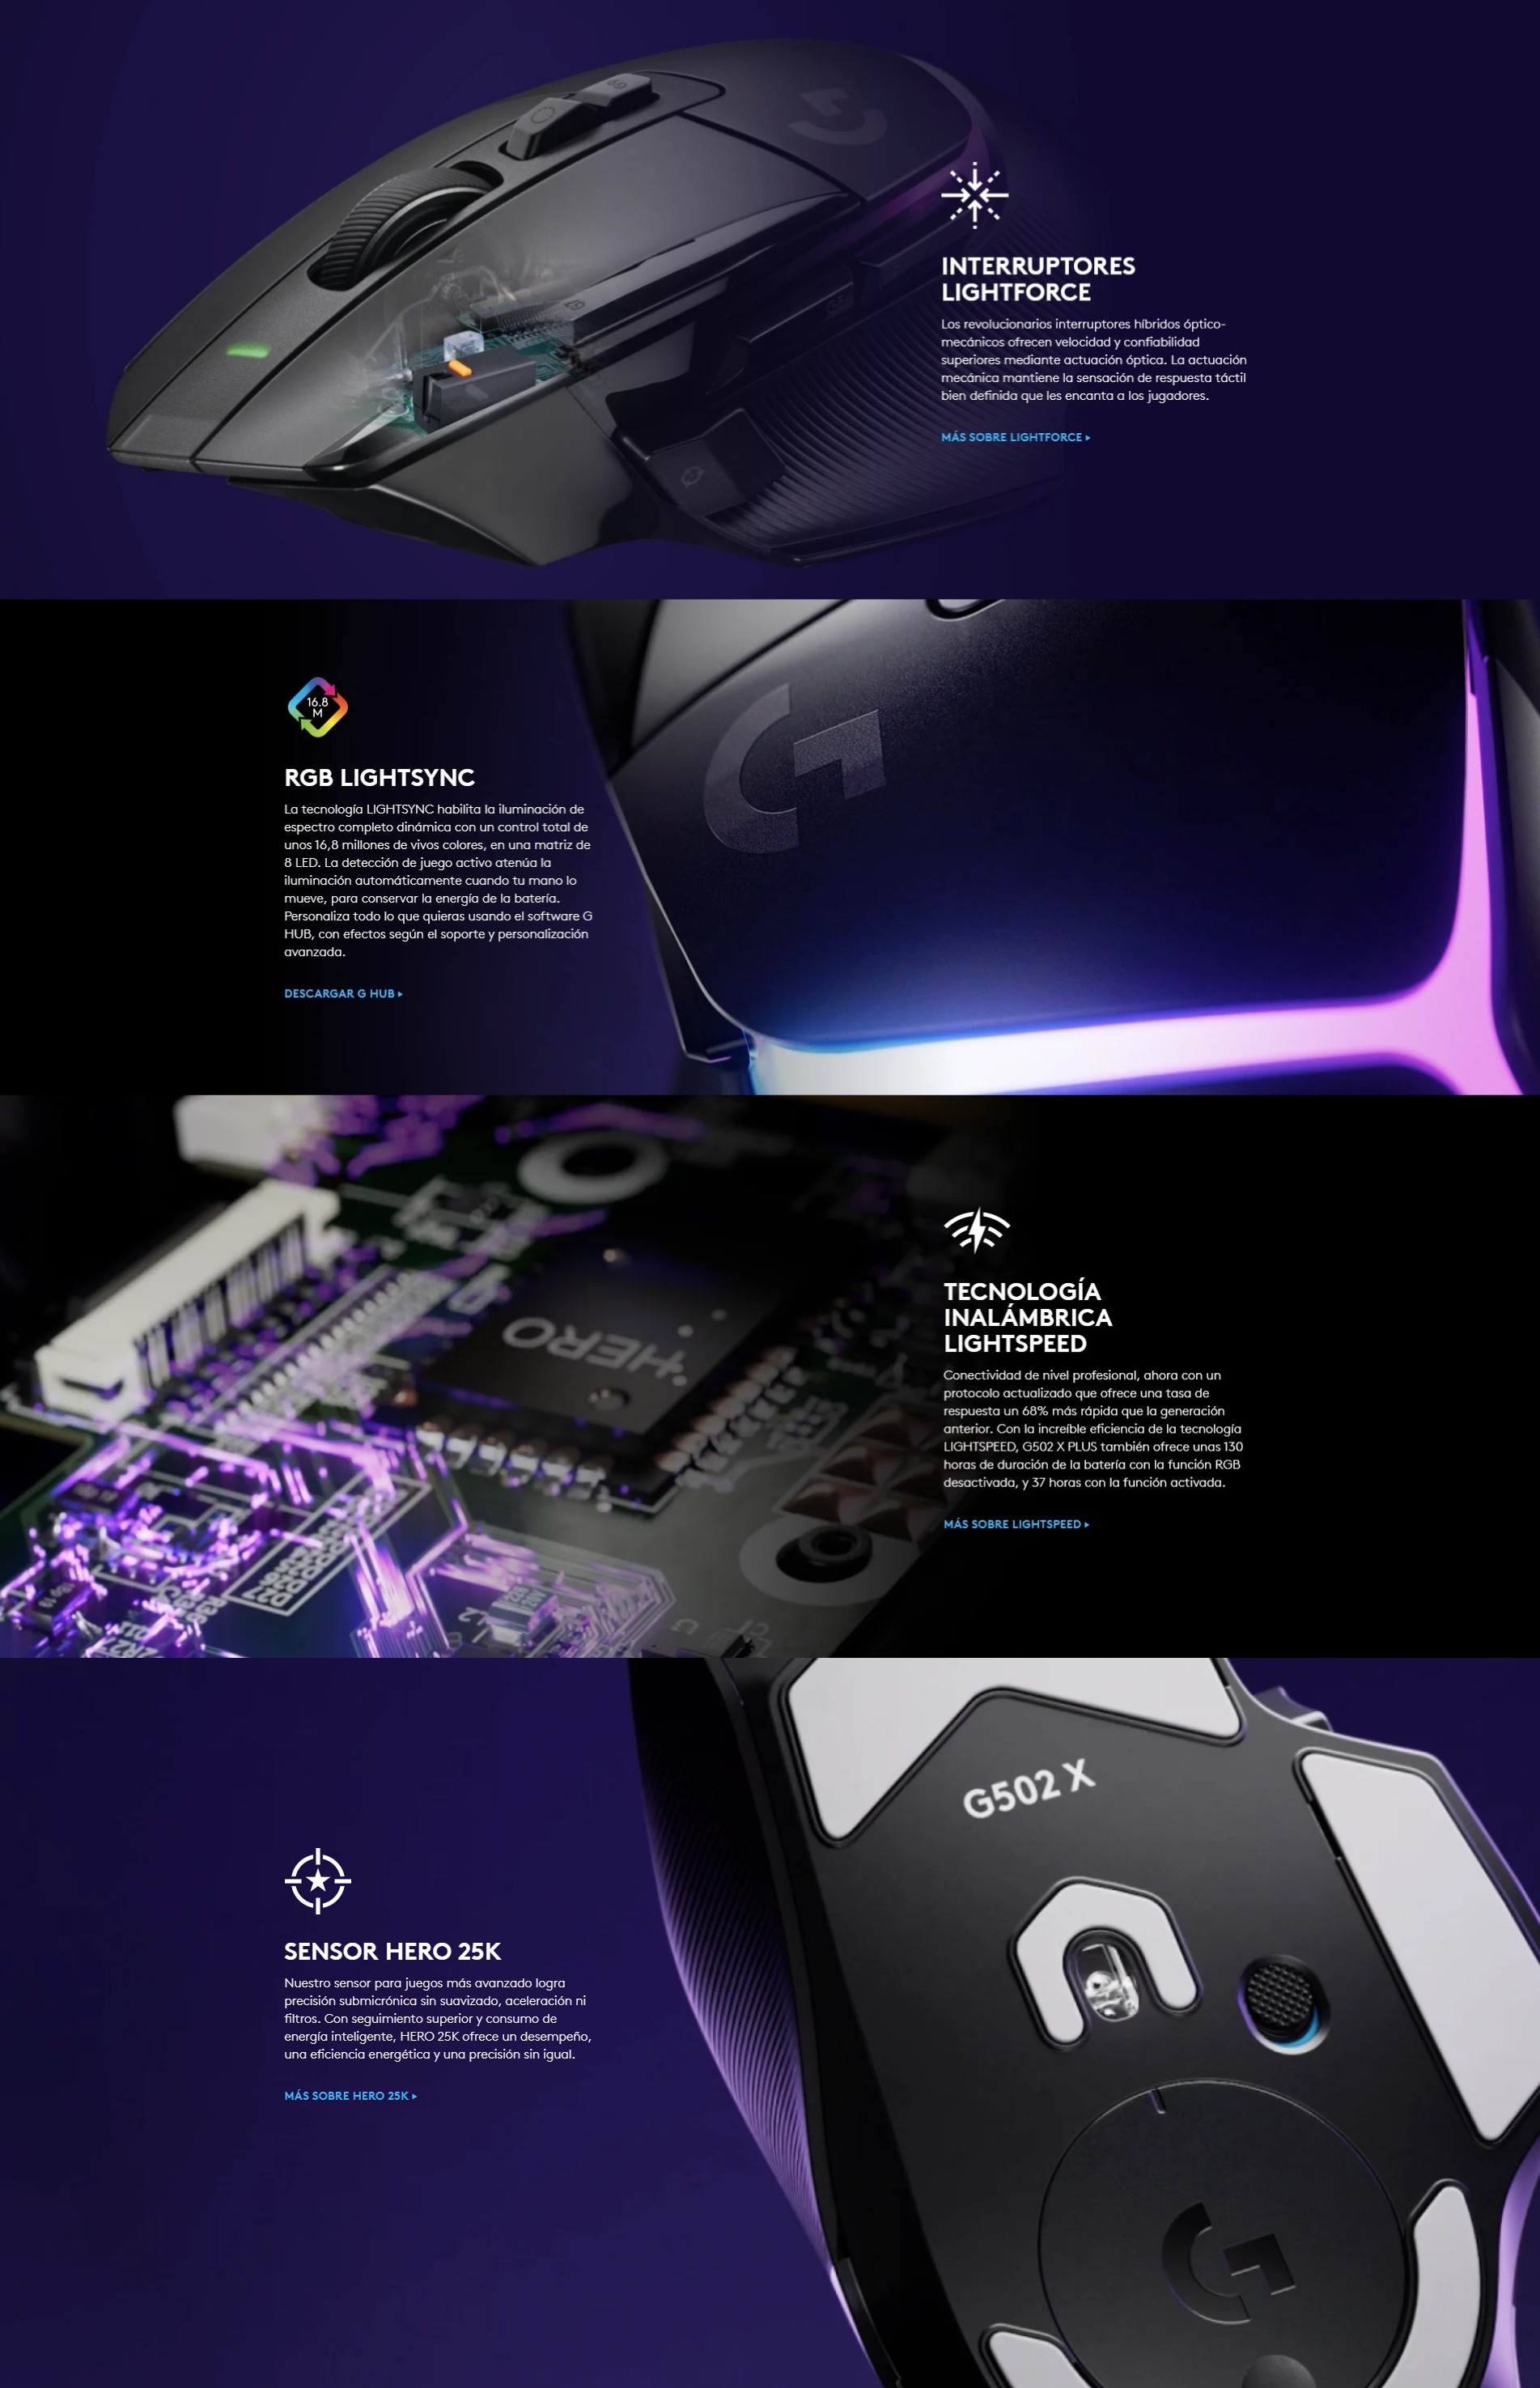 INTERRUPTORES
LIGHTFORCE
Los revolucionarios interruptores híbridos óptico-
mecánicos ofrecen velocidad y confiabilidad
superiores mediante actuación óptica. La actuación
mecánica mantiene la sensación de respuesta táctil
bien definida que les encanta a los jugadores.
MÁS SOBRE LIGHTFORCE
16.8
M
RGB LIGHTSYNC
La tecnología LIGHTSYNC habilita la iluminación de
espectro completo dinámica con un control total de
unos 16,8 millones de vivos colores, en una matriz de
8 LED. La detección de juego activo atenúa la
iluminación automáticamente cuando tu mano lo
mueve, para conservar la energía de la batería.
Personaliza todo lo que quieras usando el software G
HUB, con efectos según el soporte y personalización
avanzada.
DESCARGAR G HUB
HERO
TECNOLOGÍA
INALÁMBRICA
LIGHTSPEED
Conectividad de nivel profesional, ahora con un
protocolo actualizado que ofrece una tasa de
respuesta un 68% más rápida que la generación
anterior. Con la increíble eficiencia de la tecnología
LIGHTSPEED, G502 X PLUS también ofrece unas 130
horas de duración de la batería con la función RGB
desactivada, y 37 horas con la función activada.
MÁS SOBRE LIGHTSPEED
G502 X
SENSOR HERO 25K
Nuestro sensor para juegos más avanzado logra
precisión submicrónica sin suavizado, aceleración ni
filtros. Con seguimiento superior y consumo de
energía inteligente, HERO 25K ofrece un desempeño,
una eficiencia energética y una precisión sin igual.
MÁS SOBRE HERO 25K